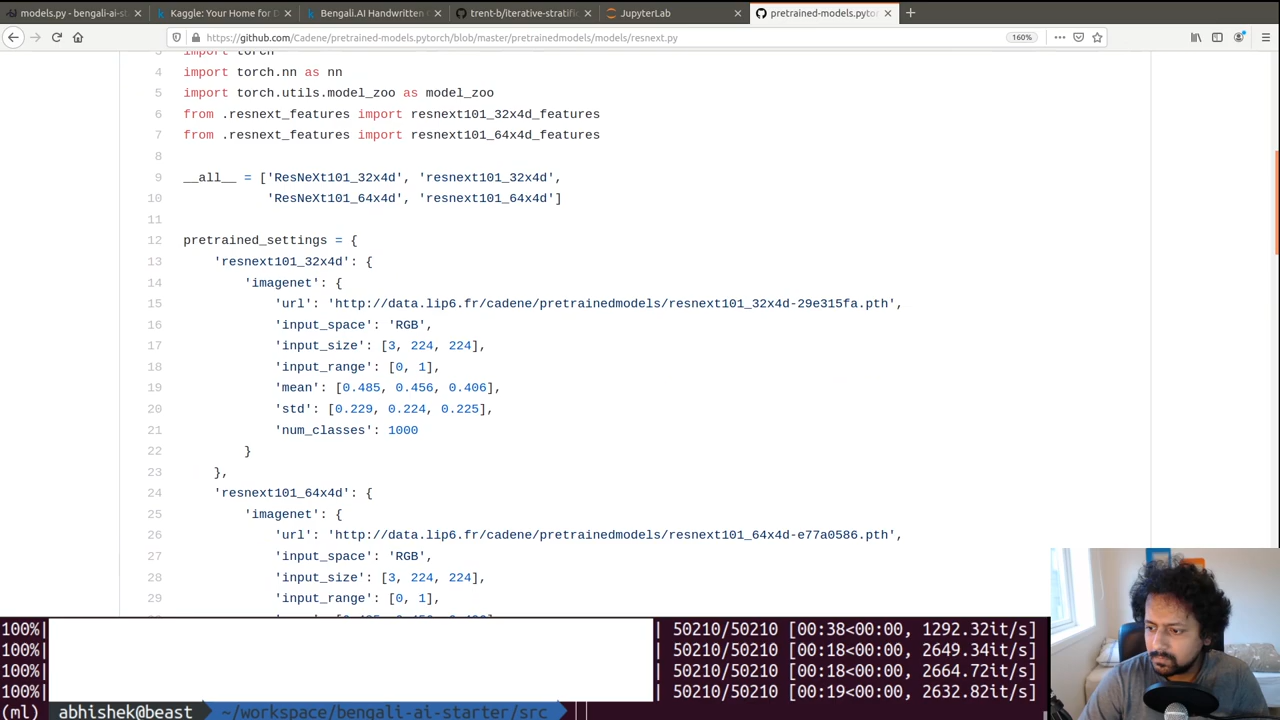 models.py - bengali-ai-st
Kaggle: Your Home for D
Bengali.AI Handwritten
trent-b/iterative-stratifi
JupyterLab
pretrained-models.pytor
https://github.com/Cadene/pretrained-models.pytorch/blob/master/pretrainedmodels/models/resnext.py
160%
3 import torch
4 import torch.nn as nn
5 import torch.utils.model_zoo as model_zoo
6 from .resnext_features import resnext101_32x4d_features
7 from .resnext_features import resnext101_64x4d_features
8
9 __all__ = ['ResNeXt101_32x4d', 'resnext101_32x4d',
10 'ResNeXt101_64x4d', 'resnext101_64x4d']
11
12 pretrained_settings = {
13 'resnext101_32x4d': {
14 'imagenet': {
15 'url': 'http://data.lip6.fr/cadene/pretrainedmodels/resnext101_32x4d-29e315fa.pth',
16 'input_space': 'RGB',
17 'input_size': [3, 224, 224],
18 'input_range': [0, 1],
19 'mean': [0.485, 0.456, 0.406],
20 'std': [0.229, 0.224, 0.225],
21 'num_classes': 1000
22 }
23 },
24 'resnext101_64x4d': {
25 'imagenet': {
26 'url': 'http://data.lip6.fr/cadene/pretrainedmodels/resnext101_64x4d-e77a0586.pth',
27 'input_space': 'RGB',
28 'input_size': [3, 224, 224],
29 'input_range': [0, 1],
100%| | 50210/50210 [00:38<00:00, 1292.32it/s]
100%| | 50210/50210 [00:18<00:00, 2649.34it/s]
100%| | 50210/50210 [00:18<00:00, 2664.72it/s]
100%| | 50210/50210 [00:19<00:00, 2632.82it/s]
(ml) abhishek@beast ~/workspace/bengali-ai-starter/src